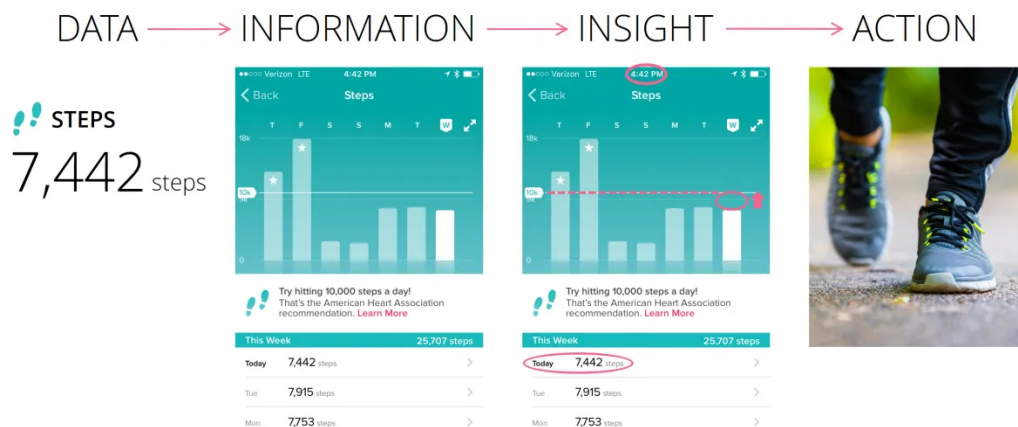 DATA → INFORMATION → INSIGHT → ACTION
STEPS
7,442 steps
●●○○○ Verizon LTE 4:42 PM
Back Steps
T F S S M T W
18k
10k
9k
0
Try hitting 10,000 steps a day!
That's the American Heart Association
recommendation. Learn More
This Week 25,707 steps
Today 7,442 steps
Tue 7,915 steps
Mon 7,753 steps
●●○○○ Verizon LTE 4:42 PM
Back Steps
T F S S M T W
18k
10k
9k
0
Try hitting 10,000 steps a day!
That's the American Heart Association
recommendation. Learn More
This Week 25,707 steps
Today 7,442 steps
Tue 7,915 steps
Mon 7,753 steps